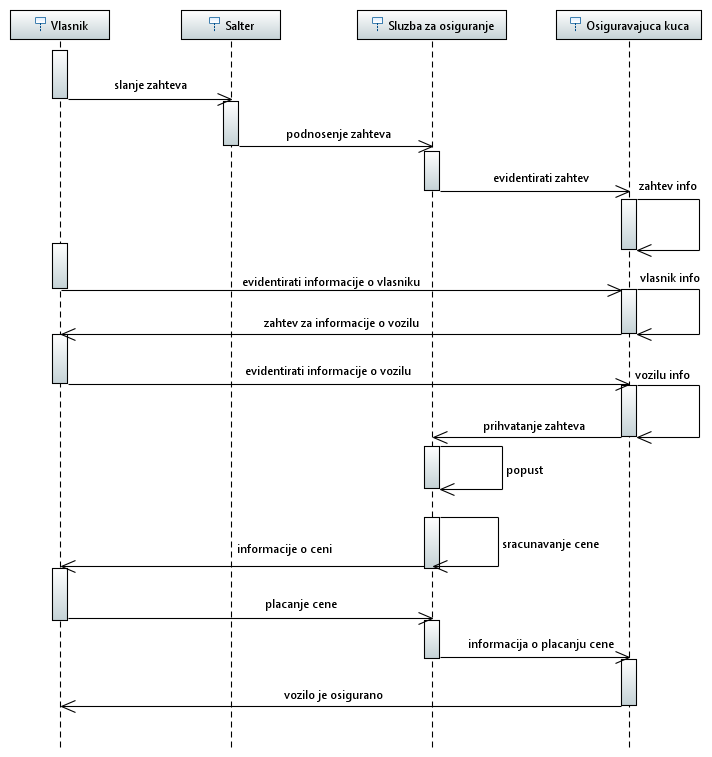 Vlasnik
Salter
Sluzba za osiguranje
Osiguravajuca kuca
slanje zahteva
podnosenje zahteva
evidentirati zahtev
zahtev info
evidentirati informacije o vlasniku
vlasnik info
zahtev za informacije o vozilu
evidentirati informacije o vozilu
vozilu info
prihvatanje zahteva
popust
sracunavanje cene
informacije o ceni
placanje cene
informacija o placanju cene
vozilo je osigurano